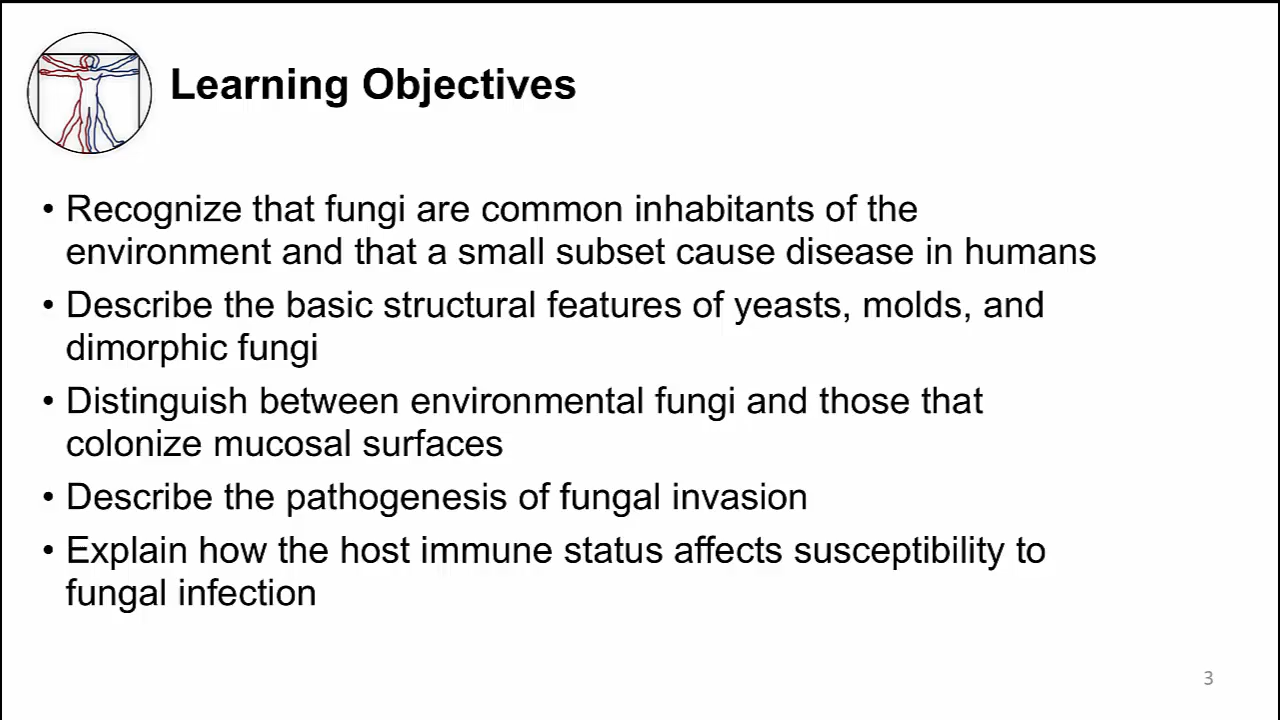 Learning Objectives
• Recognize that fungi are common inhabitants of the
environment and that a small subset cause disease in humans
• Describe the basic structural features of yeasts, molds, and
dimorphic fungi
• Distinguish between environmental fungi and those that
colonize mucosal surfaces
• Describe the pathogenesis of fungal invasion
• Explain how the host immune status affects susceptibility to
fungal infection
3